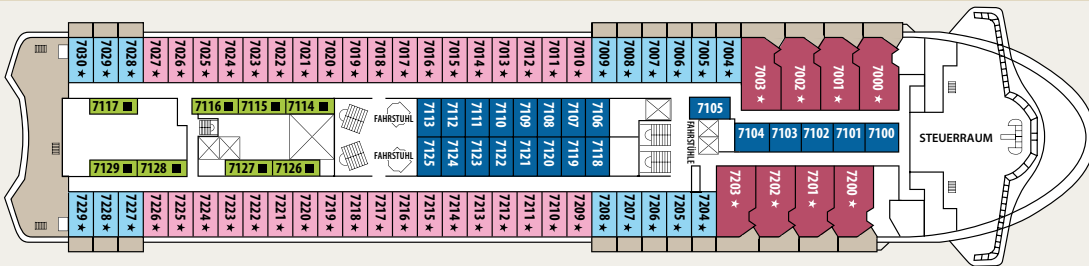 7030★ 7029★ 7028★ 7027★ 7026★ 7025★ 7024★ 7023★ 7022★ 7021★ 7020★ 7019★ 7018★ 7017★ 7016★ 7015★ 7014★ 7013★ 7012★ 7011★ 7010★ 7009★ 7008★ 7007★ 7006★ 7005★ 7004★ 7003★ 7002★ 7001★ 7000★
7117■ 7116■ 7115■ 7114■
FAHRSTUHL
7113 7112 7111 7110 7109 7108 7107 7106
7105
7104 7103 7102 7101 7100
FAHRSTÜHLE
STEUERRAUM
7129■ 7128■ 7127■ 7126■
FAHRSTUHL
7125 7124 7123 7122 7121 7120 7119 7118
7229★ 7228★ 7227★ 7226★ 7225★ 7224★ 7223★ 7222★ 7221★ 7220★ 7219★ 7218★ 7217★ 7216★ 7215★ 7214★ 7213★ 7212★ 7211★ 7210★ 7209★ 7208★ 7207★ 7206★ 7205★ 7204★ 7203★ 7202★ 7201★ 7200★